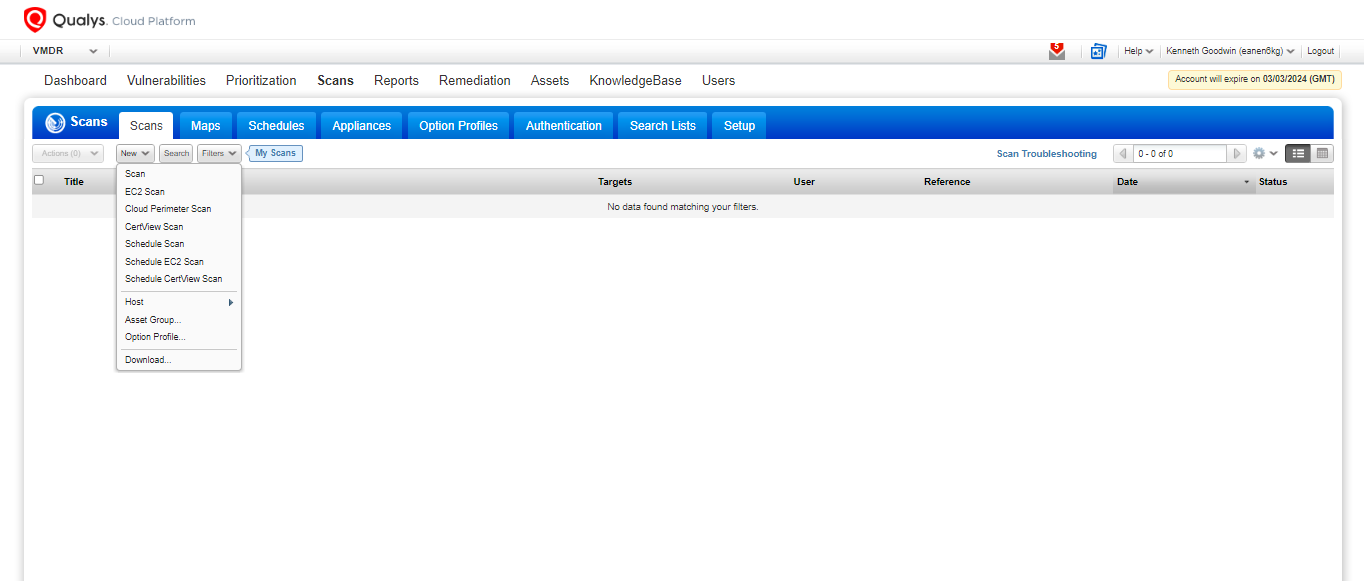 Qualys. Cloud Platform
VMDR
5
Help
Kenneth Goodwin (eanen6kg)
Logout
Dashboard Vulnerabilities Prioritization Scans Reports Remediation Assets KnowledgeBase Users
Account will expire on 03/03/2024 (GMT)
Scans
Scans Maps Schedules Appliances Option Profiles Authentication Search Lists Setup
Actions (0) New Search Filters My Scans Scan Troubleshooting 0 - 0 of 0
Title Targets User Reference Date Status
No data found matching your filters.
Scan
EC2 Scan
Cloud Perimeter Scan
CertView Scan
Schedule Scan
Schedule EC2 Scan
Schedule CertView Scan
Host
Asset Group...
Option Profile...
Download...